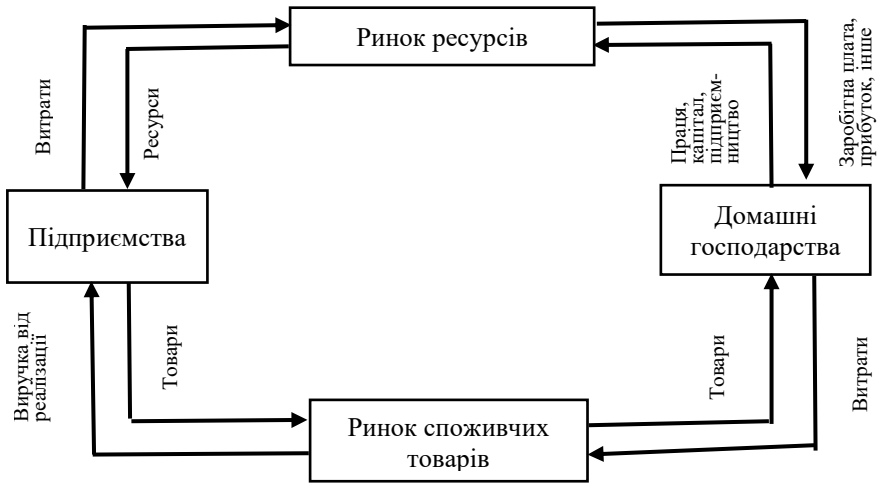 Ринок ресурсів
Витрати
Ресурси
Праця,
капітал,
підприєм-
ництво
Заробітна плата,
прибуток, інше
Підприємства
Домашні
господарства
Виручка від
реалізації
Товари
Товари
Витрати
Ринок споживчих
товарів